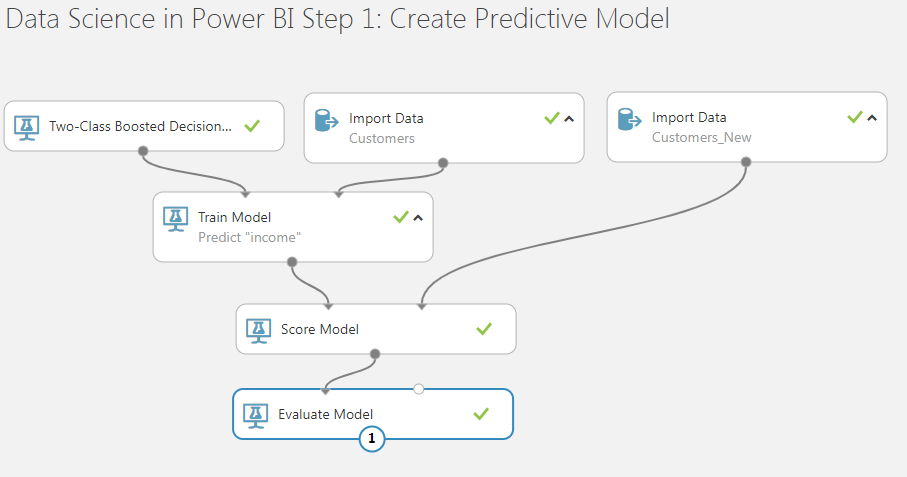 Data Science in Power BI Step 1: Create Predictive Model
Two-Class Boosted Decision...
Import Data
Customers
Import Data
Customers_New
Train Model
Predict "income"
Score Model
Evaluate Model
1